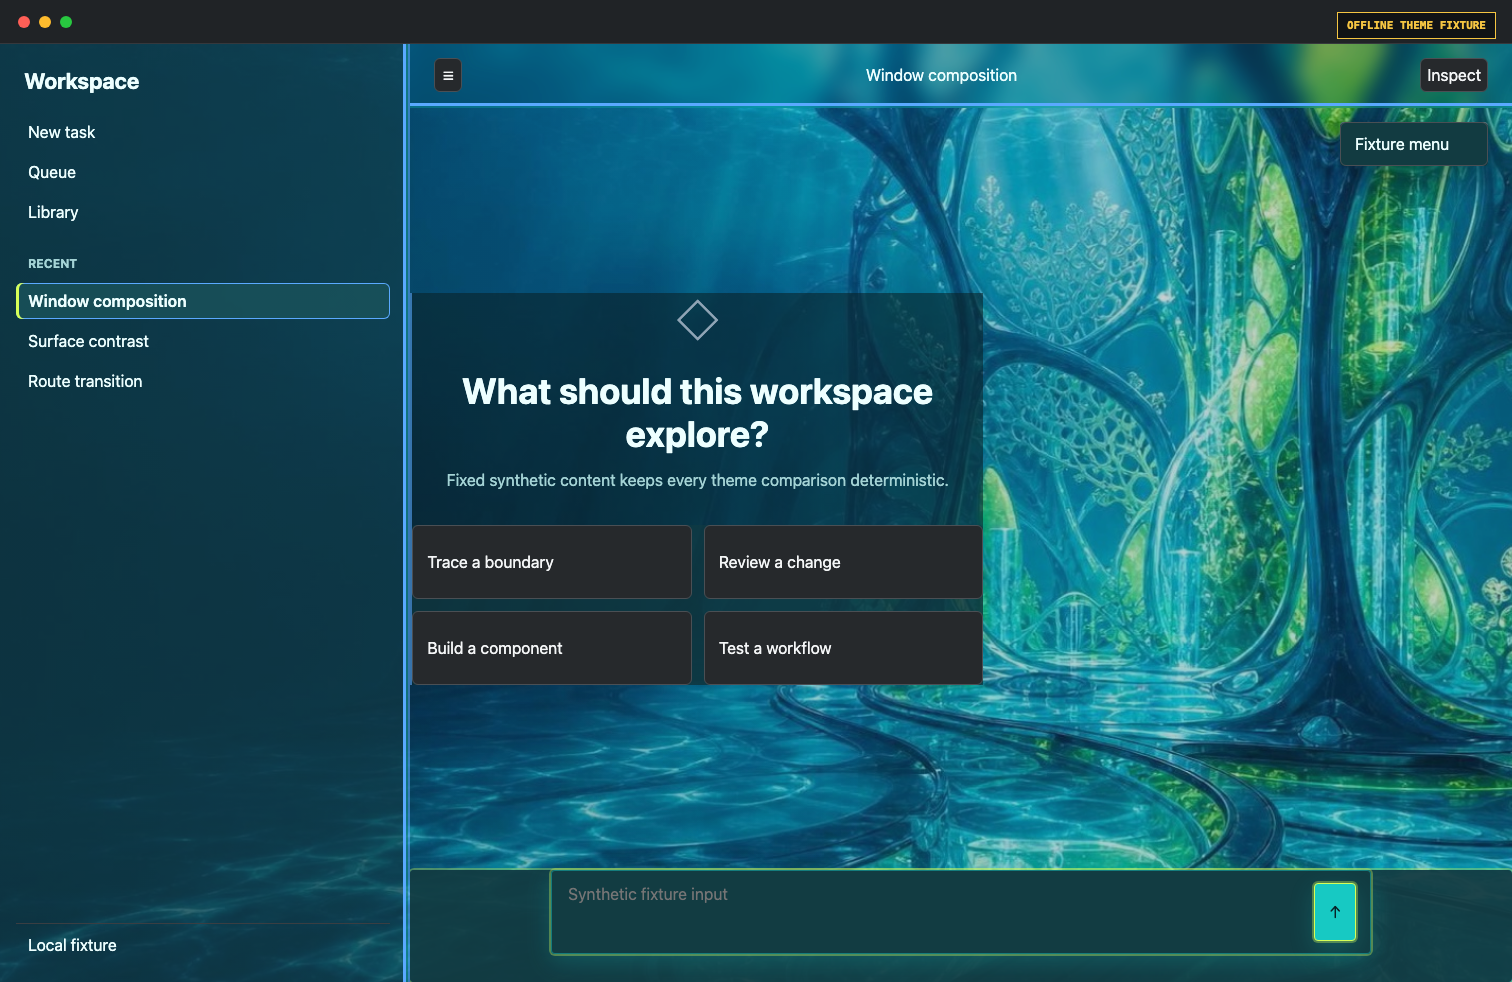 OFFLINE THEME FIXTURE
Workspace
New task
Queue
Library
RECENT
Window composition
Surface contrast
Route transition
Local fixture
Window composition
Inspect
Fixture menu
What should this workspace
explore?
Fixed synthetic content keeps every theme comparison deterministic.
Trace a boundary
Review a change
Build a component
Test a workflow
Synthetic fixture input